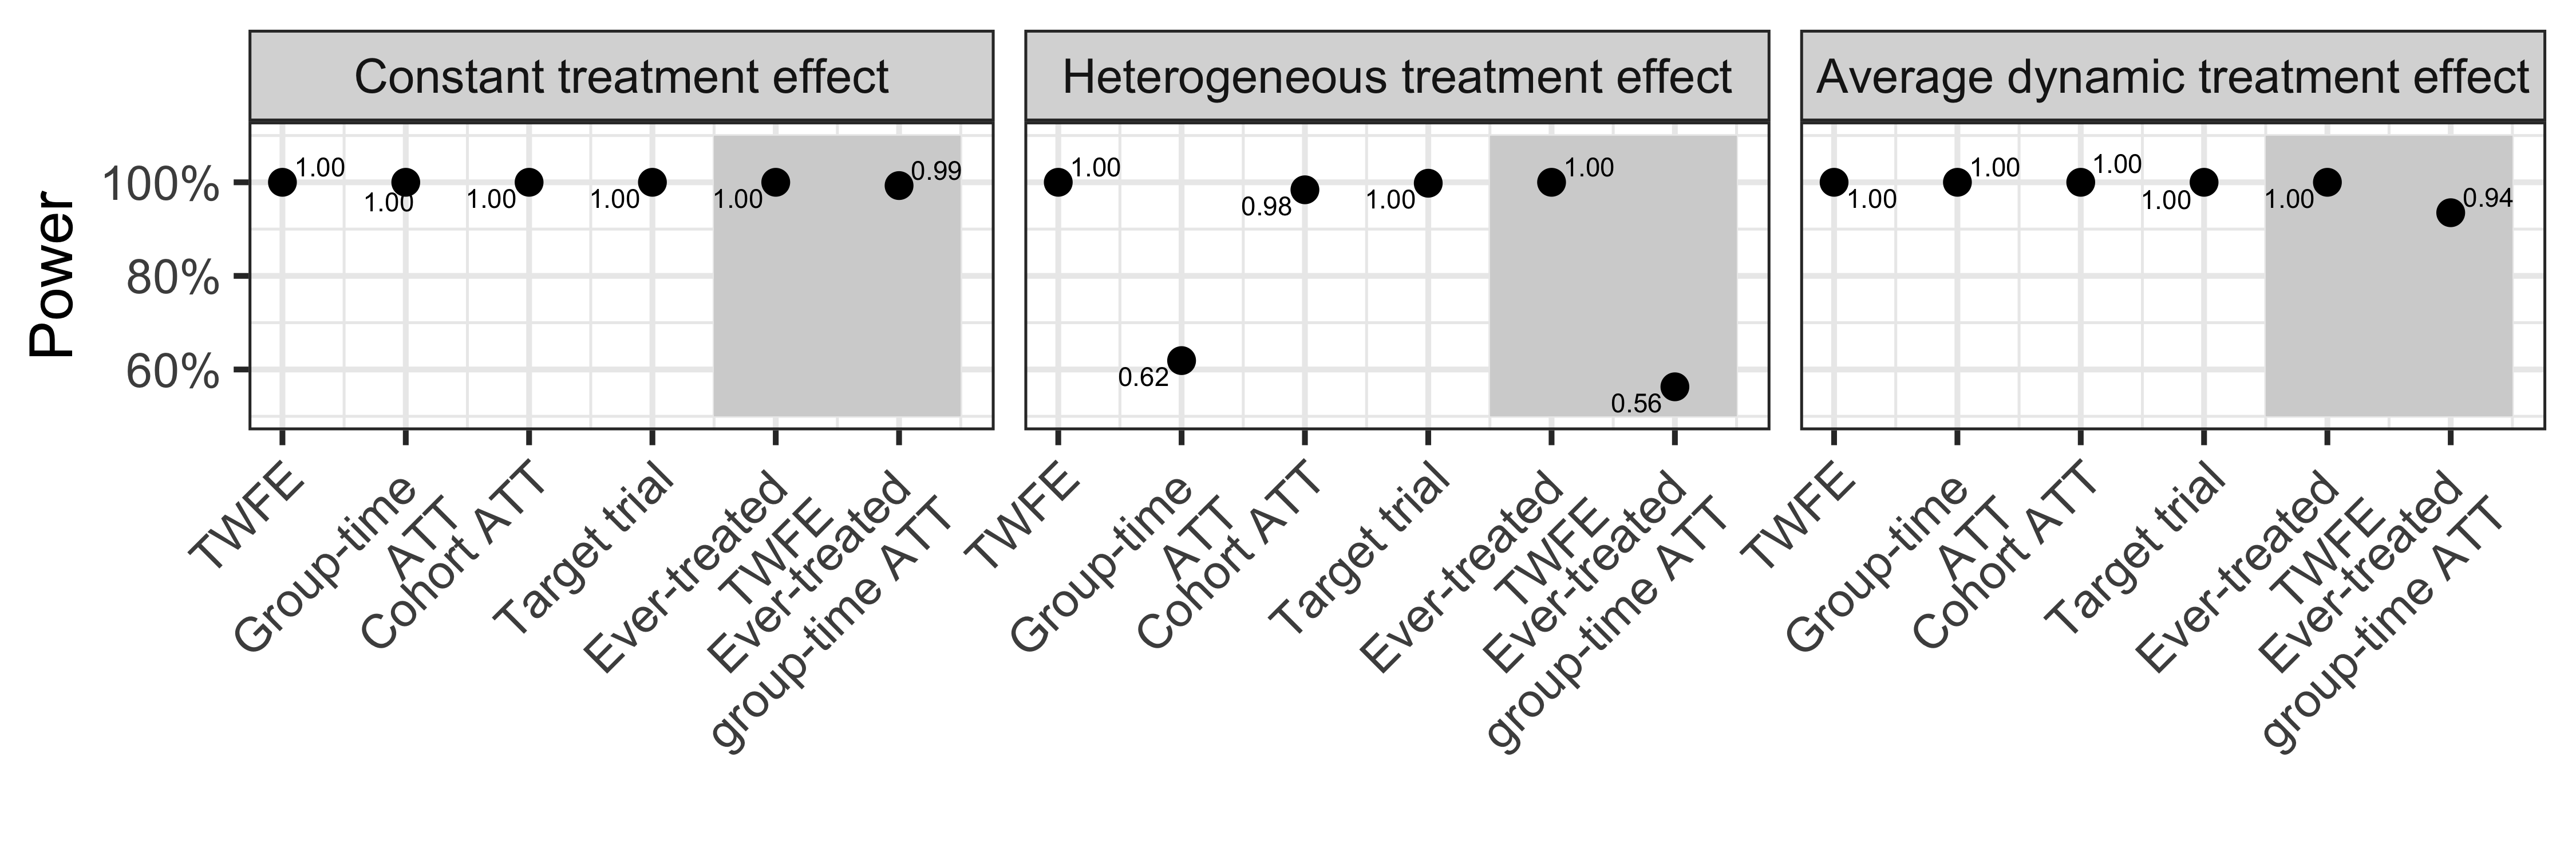 Constant treatment effect
Heterogeneous treatment effect
Average dynamic treatment effect
Power
100%
80%
60%
1.00
1.00
1.00
1.00
1.00
0.99
1.00
0.62
0.98
1.00
1.00
0.56
1.00
1.00
1.00
1.00
1.00
0.94
TWFE
Group-time
ATT
Cohort ATT
Target trial
Ever-treated
TWFE
Ever-treated
group-time ATT
TWFE
Group-time
ATT
Cohort ATT
Target trial
Ever-treated
TWFE
Ever-treated
group-time ATT
TWFE
Group-time
ATT
Cohort ATT
Target trial
Ever-treated
TWFE
Ever-treated
group-time ATT